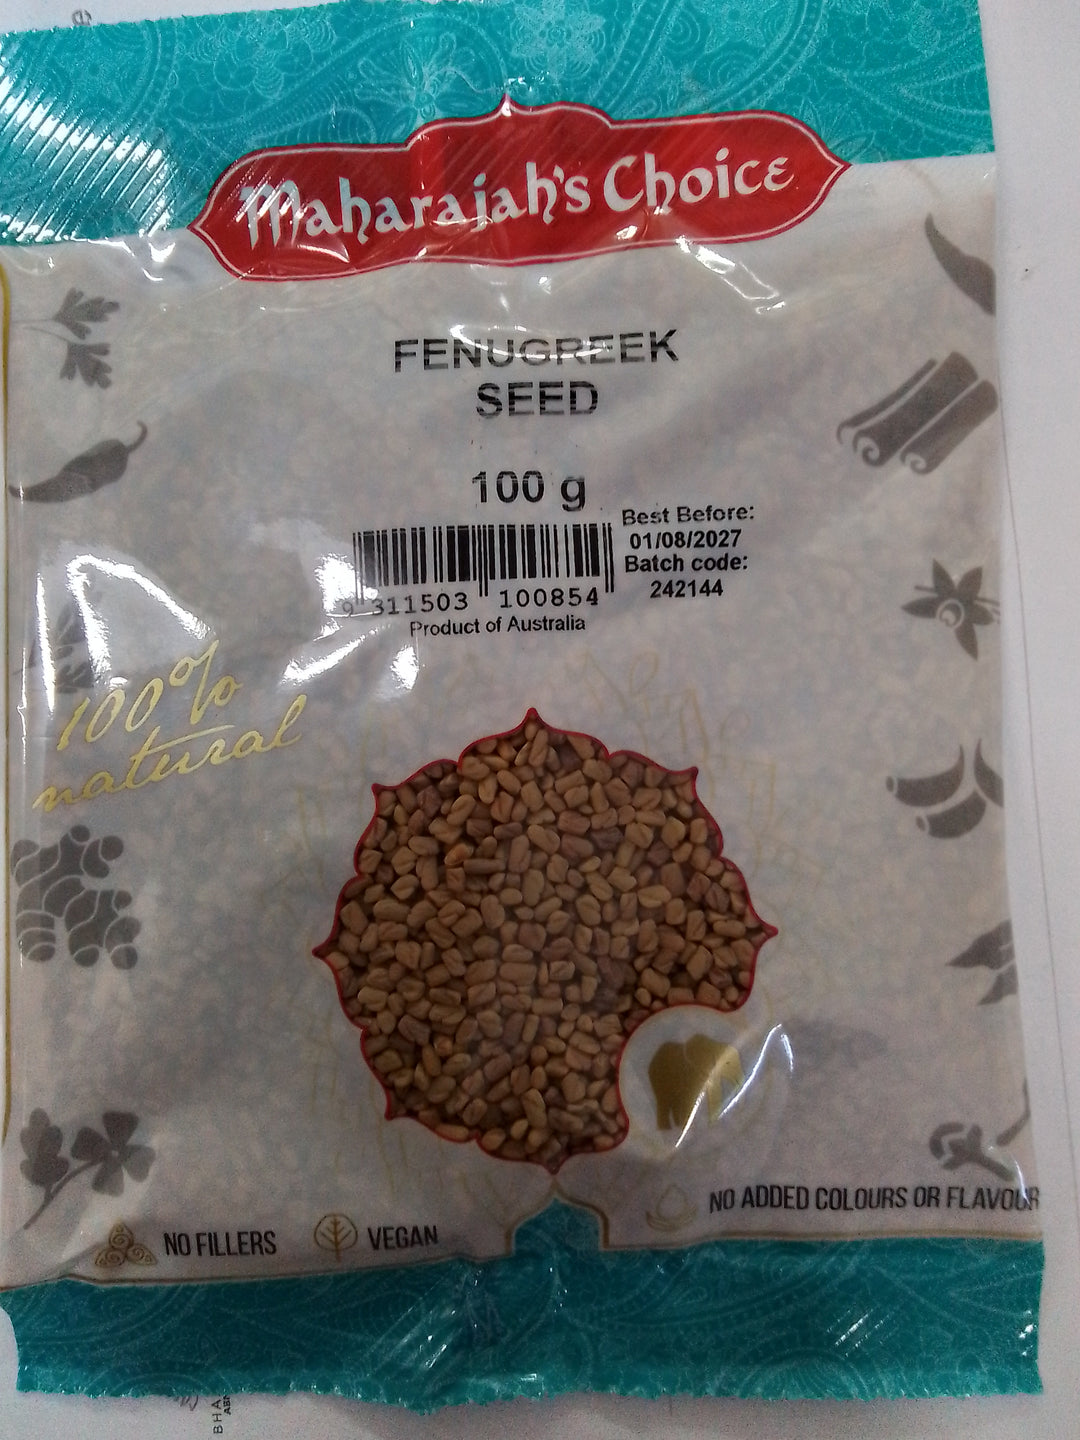 Maharajah's Choice
FENUGREEK
SEED
100 g
Best Before:
01/08/2027
Batch code:
242144
9 311503 100854
Product of Australia
100%
natural
NO FILLERS
VEGAN
NO ADDED COLOURS OR FLAVOUR
BHA